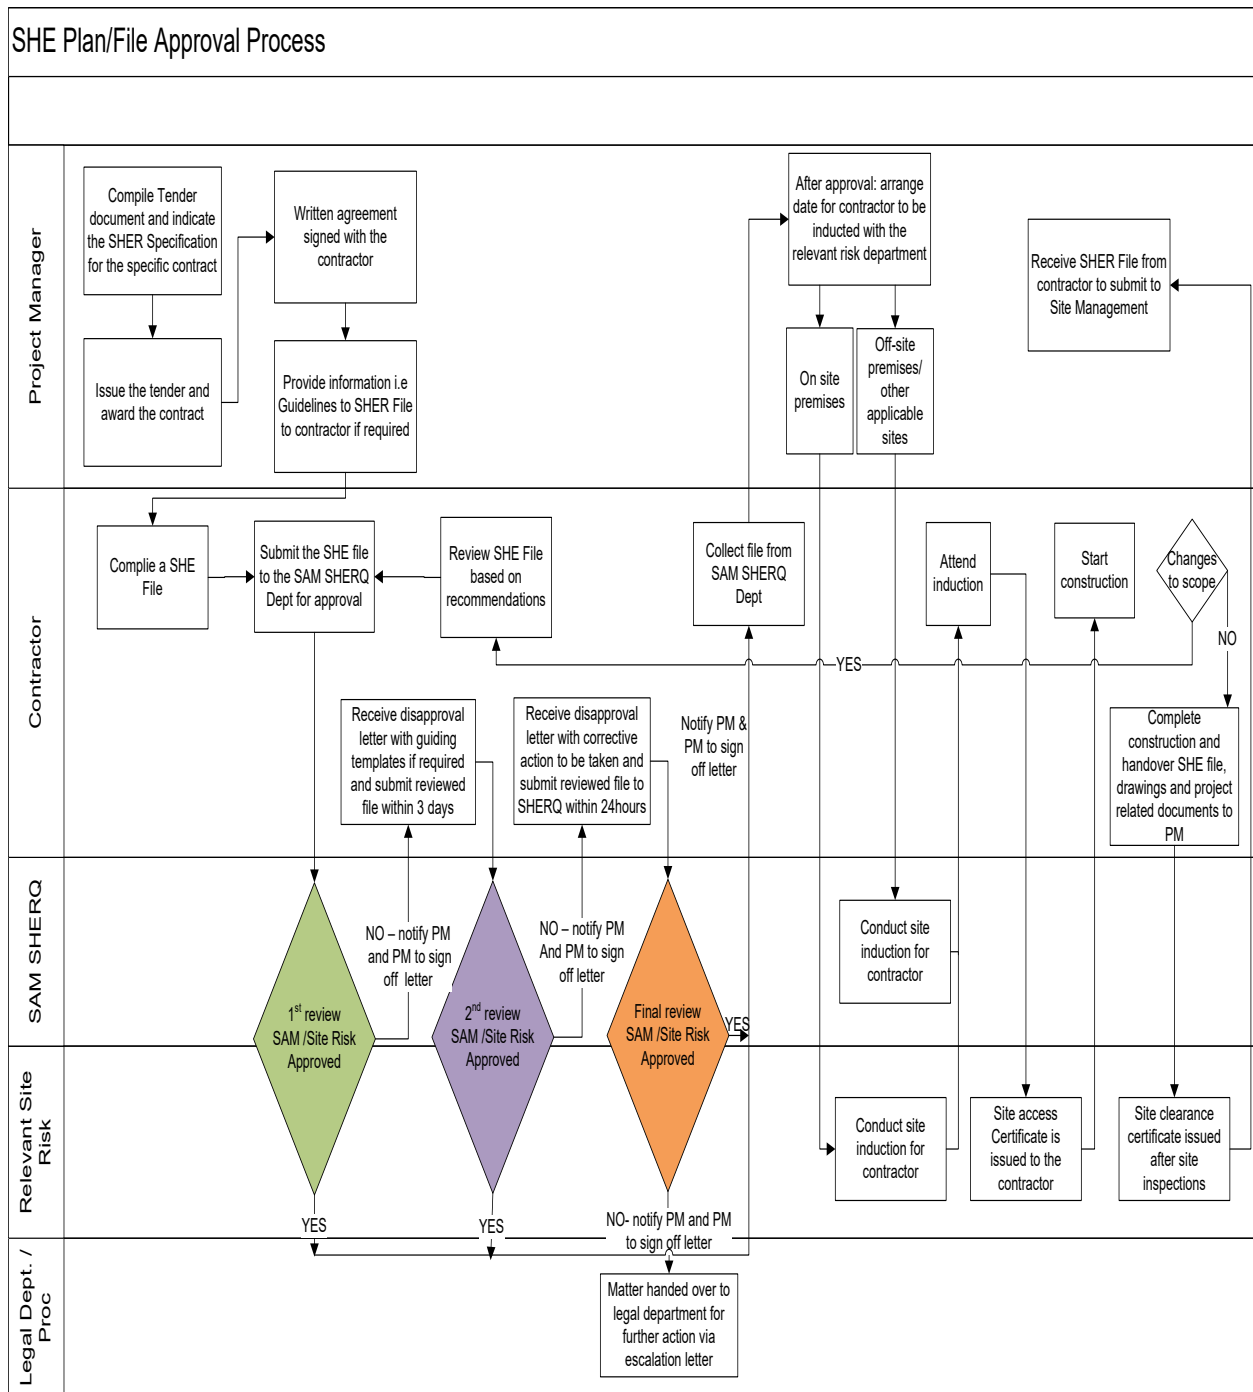 SHE Plan/File Approval Process
Project Manager
Compile Tender
document and indicate
the SHER Specification
for the specific contract
Issue the tender and
award the contract
Written agreement
signed with the
contractor
Provide information i.e
Guidelines to SHER File
to contractor if required
After approval: arrange
date for contractor to be
inducted with the
relevant risk department
On site
premises
Off-site
premises/
other
applicable
sites
Receive SHER File from
contractor to submit to
Site Management
Contractor
Complie a SHE
File
Submit the SHE file
to the SAM SHERQ
Dept for approval
Review SHE File
based on
recommendations
Collect file from
SAM SHERQ
Dept
Attend
induction
Start
construction
Changes
to scope
NO
YES
Receive disapproval
letter with guiding
templates if required
and submit reviewed
file within 3 days
Receive disapproval
letter with corrective
action to be taken and
submit reviewed file to
SHERQ within 24hours
Notify PM &
PM to sign
off letter
Complete
construction and
handover SHE file,
drawings and project
related documents to
PM
SAM SHERQ
1st review
SAM /Site Risk
Approved
NO – notify PM
and PM to sign
off letter
2nd review
SAM /Site Risk
Approved
NO – notify PM
And PM to sign
off letter
Final review
SAM /Site Risk
Approved
YES
Conduct site
induction for
contractor
Relevant Site
Risk
Conduct site
induction for
contractor
Site access
Certificate is
issued to the
contractor
Site clearance
certificate issued
after site
inspections
YES
YES
NO- notify PM and PM
to sign off letter
Legal Dept. /
Proc
Matter handed over to
legal department for
further action via
escalation letter